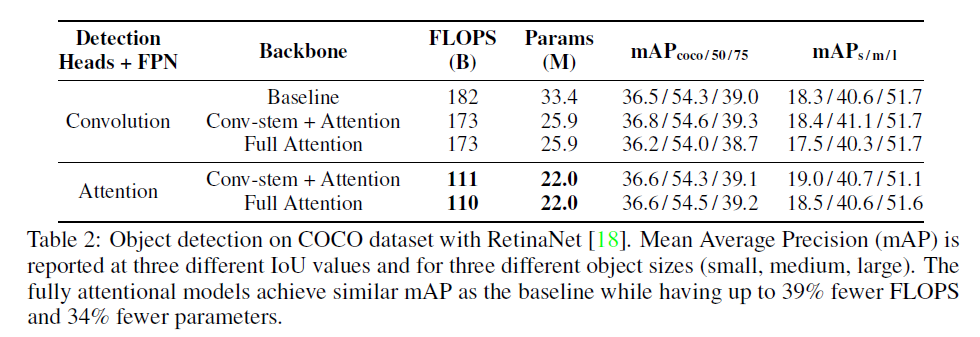 Detection Heads + FPN | Backbone | FLOPS (B) | Params (M) | mAPcoco/50/75 | mAPs/m/l
Convolution | Baseline | 182 | 33.4 | 36.5 / 54.3 / 39.0 | 18.3 / 40.6 / 51.7
Conv-stem + Attention | 173 | 25.9 | 36.8 / 54.6 / 39.3 | 18.4 / 41.1 / 51.7
Full Attention | 173 | 25.9 | 36.2 / 54.0 / 38.7 | 17.5 / 40.3 / 51.7
Attention | Conv-stem + Attention | 111 | 22.0 | 36.6 / 54.3 / 39.1 | 19.0 / 40.7 / 51.1
Full Attention | 110 | 22.0 | 36.6 / 54.5 / 39.2 | 18.5 / 40.6 / 51.6
Table 2: Object detection on COCO dataset with RetinaNet [18]. Mean Average Precision (mAP) is
reported at three different IoU values and for three different object sizes (small, medium, large). The
fully attentional models achieve similar mAP as the baseline while having up to 39% fewer FLOPS
and 34% fewer parameters.